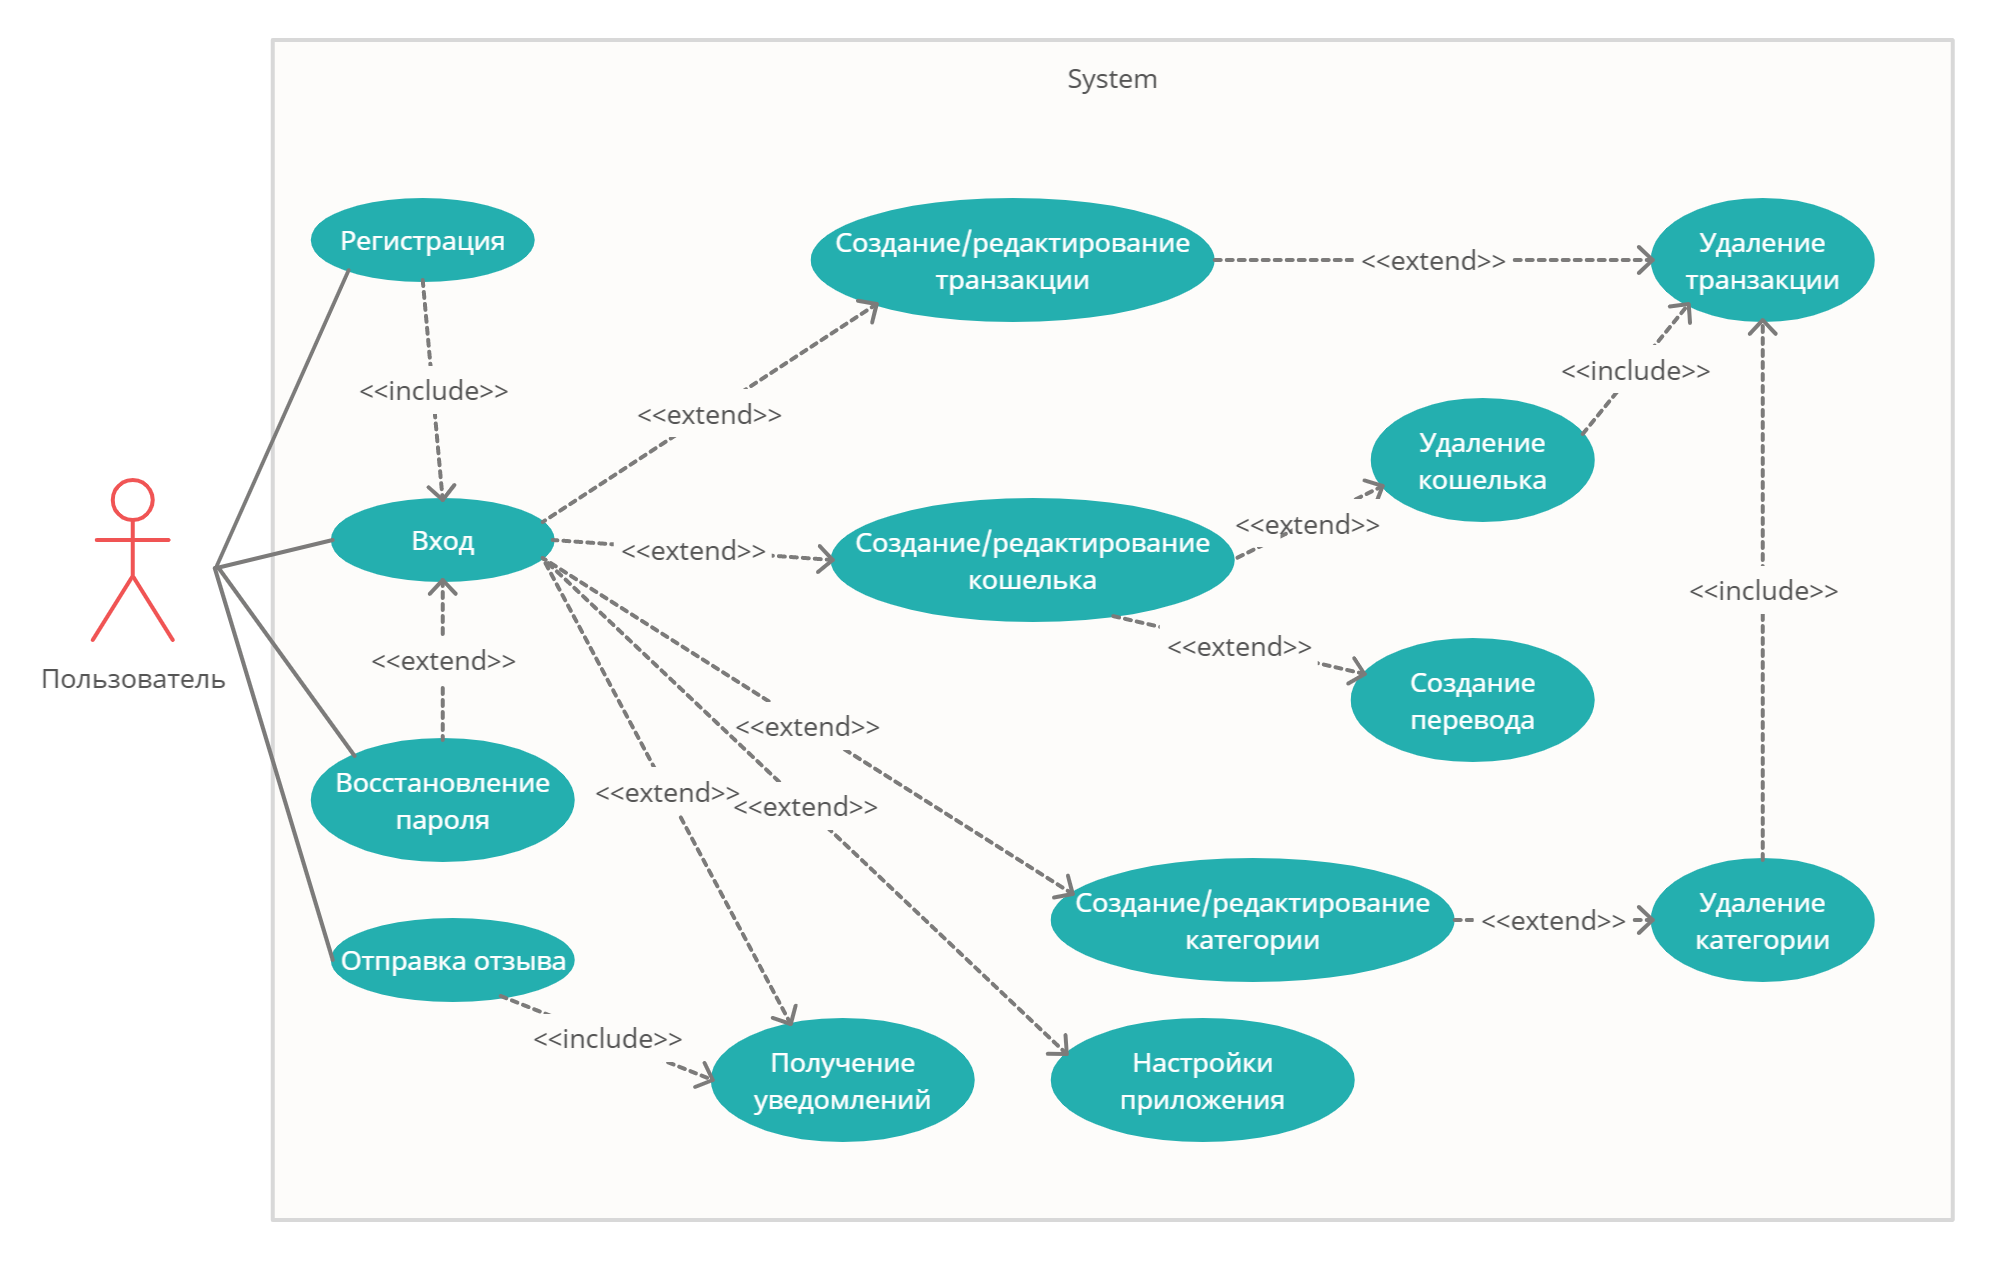 System
Регистрация
Создание/редактирование
транзакции
<<extend>>
Удаление
транзакции
<<include>>
<<extend>>
<<include>>
Удаление
кошелька
Пользователь
Вход
<<extend>>
Создание/редактирование
кошелька
<<extend>>
<<include>>
<<extend>>
<<extend>>
Создание
перевода
<<extend>>
Восстановление
пароля
<<extend>>
<<extend>>
Создание/редактирование
категории
<<extend>>
Удаление
категории
Отправка отзыва
<<include>>
Получение
уведомлений
Настройки
приложения